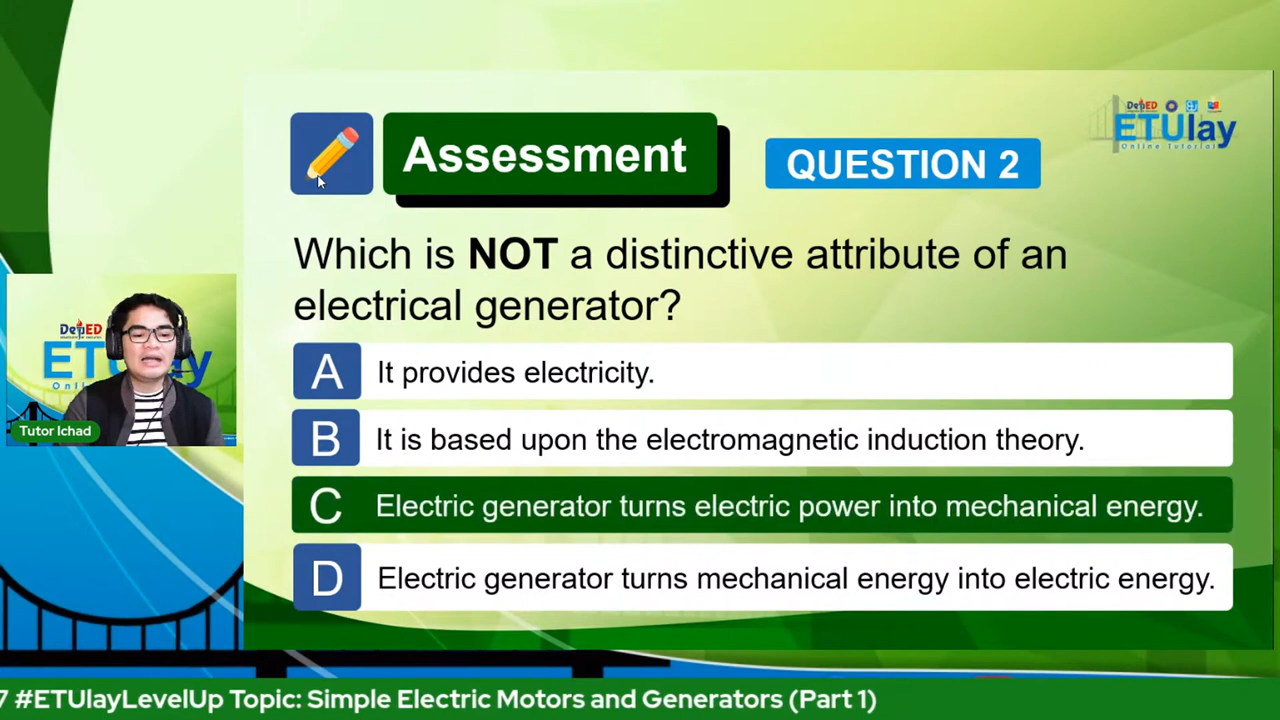 DepED
ETUlay
Online Tutorial
Assessment
QUESTION 2
Which is NOT a distinctive attribute of an
electrical generator?
A It provides electricity.
B It is based upon the electromagnetic induction theory.
C Electric generator turns electric power into mechanical energy.
D Electric generator turns mechanical energy into electric energy.
DepED
Tutor Ichad
7 #ETUlayLevelUp Topic: Simple Electric Motors and Generators (Part 1)